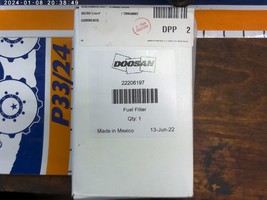 2024-01-08 20:38:49
DPP 2
P33/24
DOOSAN
22206197
Fuel Filter
Qty: 1
Made in Mexico 13-Jun-22